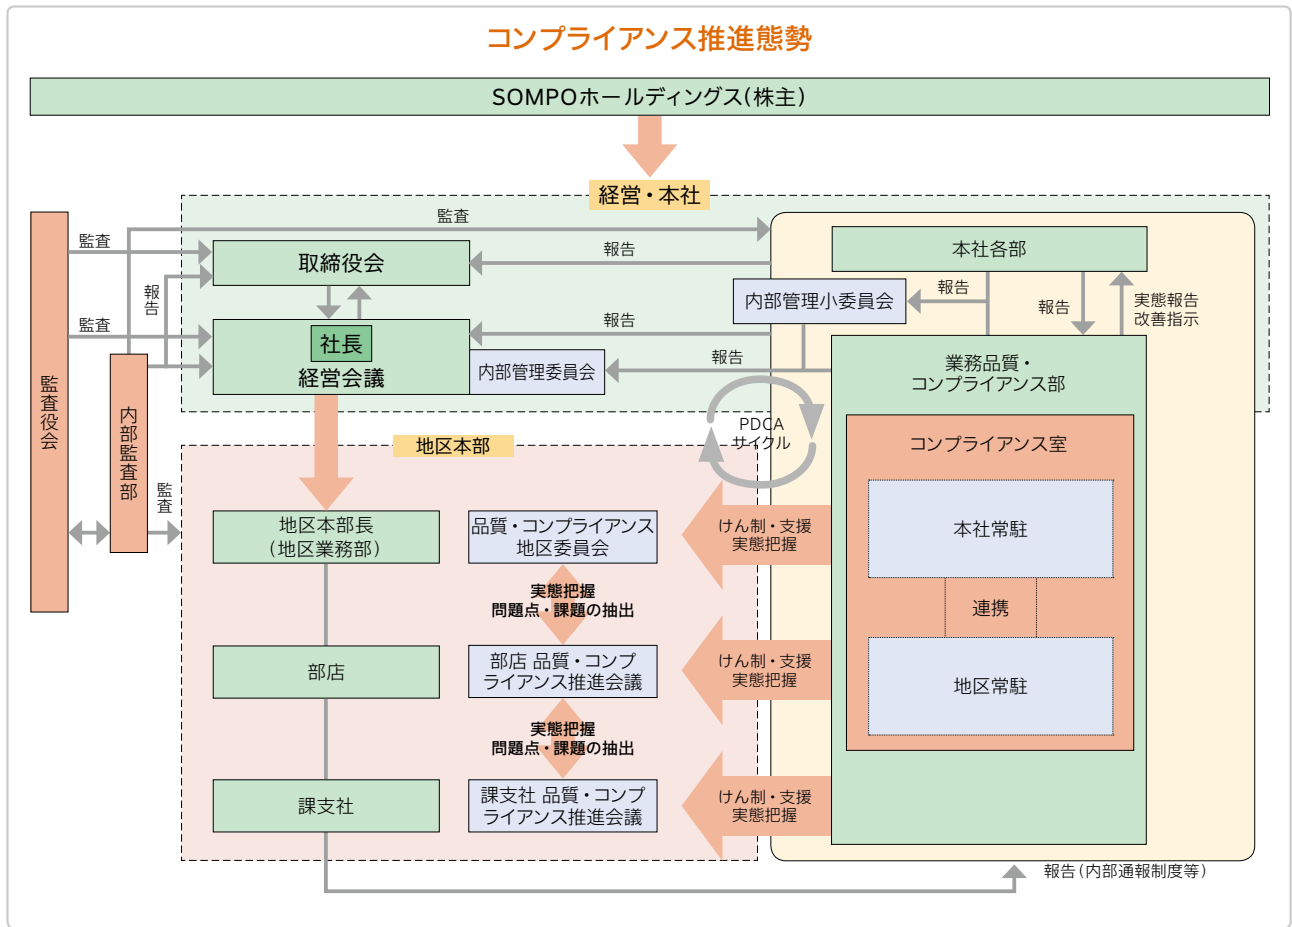 コンプライアンス推進態勢
SOMPOホールディングス(株主)
経営・本社
監査
監査
取締役会
報告
本社各部
報告
内部管理小委員会
報告
報告
実態報告
改善指示
監査
報告
社長
経営会議
内部管理委員会
報告
業務品質・
コンプライアンス部
監査役会
内部監査部
PDCA
サイクル
コンプライアンス室
地区本部
監査
地区本部長
(地区業務部)
品質・コンプライアンス
地区委員会
けん制・支援
実態把握
本社常駐
実態把握
問題点・課題の抽出
連携
部店
部店 品質・コンプ
ライアンス推進会議
けん制・支援
実態把握
地区常駐
実態把握
問題点・課題の抽出
課支社
課支社 品質・コンプ
ライアンス推進会議
けん制・支援
実態把握
報告(内部通報制度等)